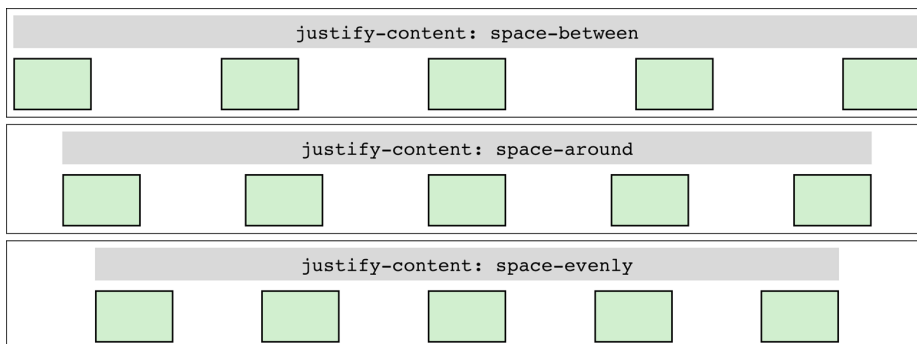 justify-content: space-between
justify-content: space-around
justify-content: space-evenly